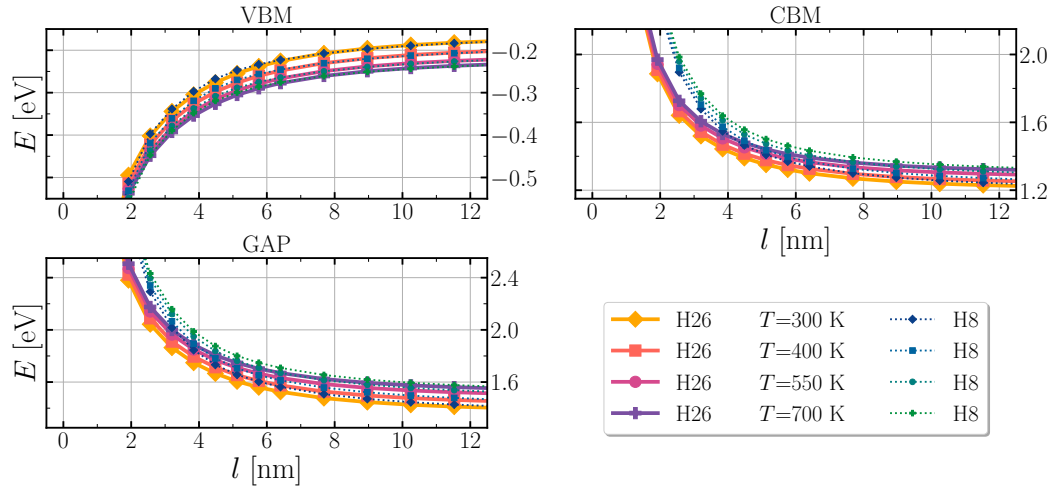 VBM
E [eV]
−0.2
−0.3
−0.4
−0.5
0 2 4 6 8 10 12
CBM
E [eV]
2.0
1.6
1.2
0 2 4 6 8 10 12
l [nm]
GAP
E [eV]
2.4
2.0
1.6
0 2 4 6 8 10 12
l [nm]
H26 T=300 K H8
H26 T=400 K H8
H26 T=550 K H8
H26 T=700 K H8